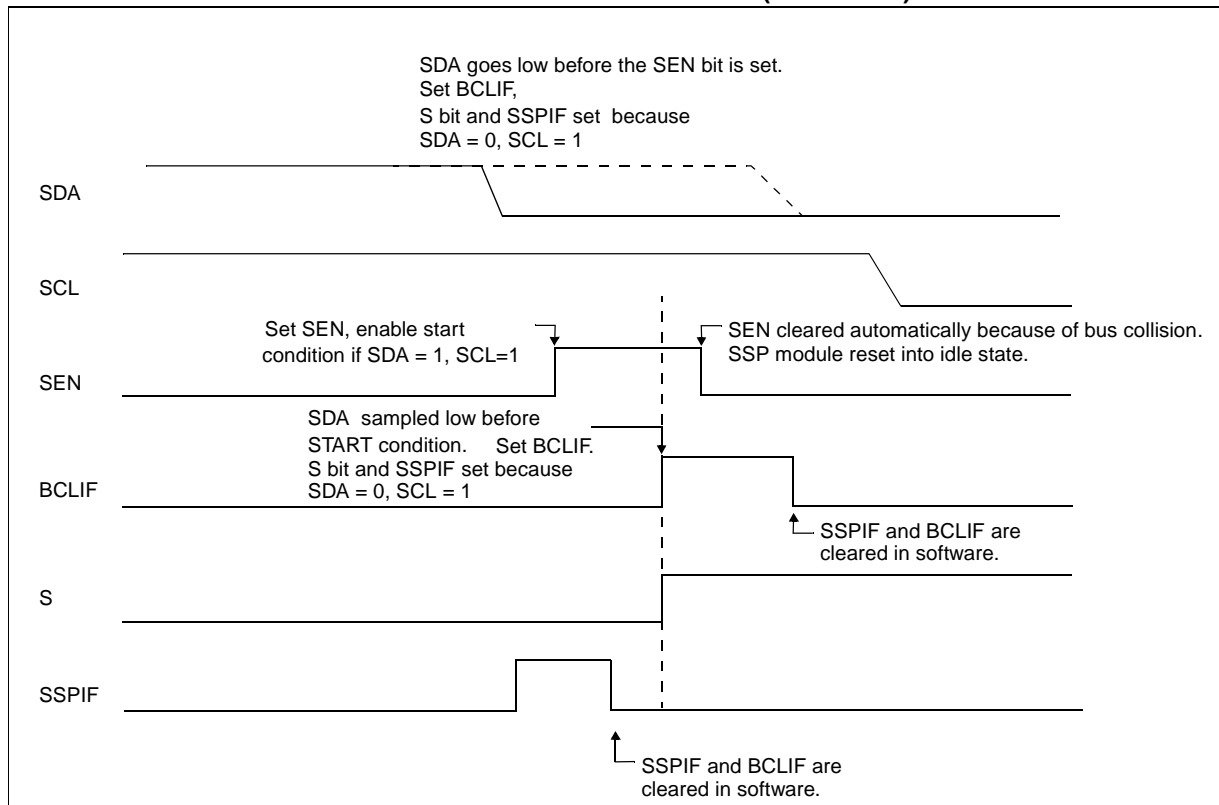 SDA goes low before the SEN bit is set.
Set BCLIF,
S bit and SSPIF set because
SDA = 0, SCL = 1
SDA
SCL
Set SEN, enable start
condition if SDA = 1, SCL=1
SEN cleared automatically because of bus collision.
SSP module reset into idle state.
SEN
SDA sampled low before
START condition. Set BCLIF.
S bit and SSPIF set because
SDA = 0, SCL = 1
BCLIF
SSPIF and BCLIF are
cleared in software.
S
SSPIF
SSPIF and BCLIF are
cleared in software.